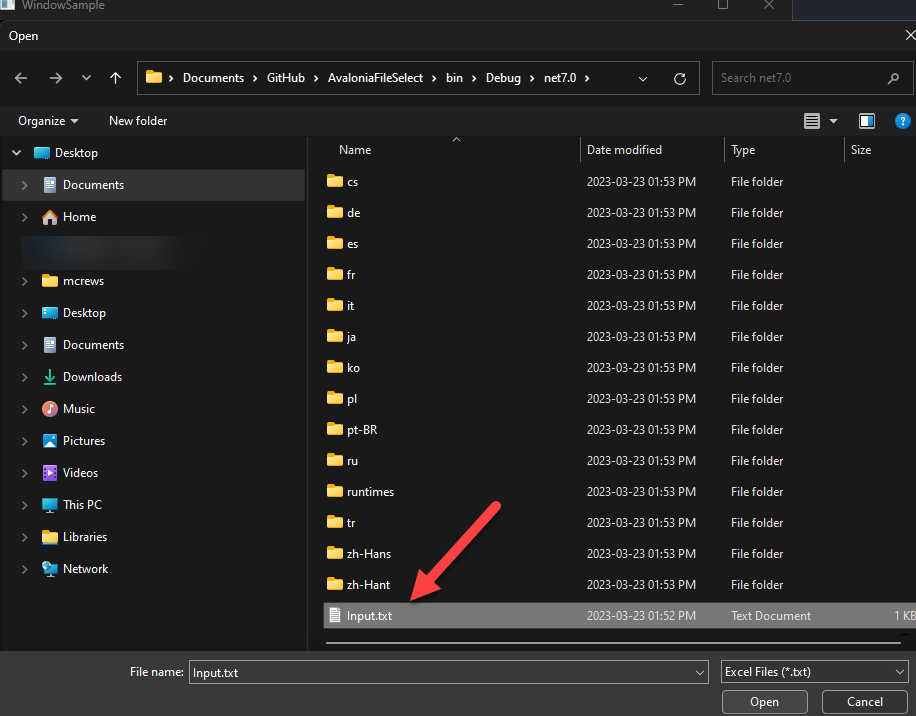 WindowSample
Open
Documents GitHub AvaloniaFileSelect bin Debug net7.0
Search net7.0
Organize New folder
?
Name Date modified Type Size
Desktop
Documents
Home
mcrews
Desktop
Documents
Downloads
Music
Pictures
Videos
This PC
Libraries
Network
cs 2023-03-23 01:53 PM File folder
de 2023-03-23 01:53 PM File folder
es 2023-03-23 01:53 PM File folder
fr 2023-03-23 01:53 PM File folder
it 2023-03-23 01:53 PM File folder
ja 2023-03-23 01:53 PM File folder
ko 2023-03-23 01:53 PM File folder
pl 2023-03-23 01:53 PM File folder
pt-BR 2023-03-23 01:53 PM File folder
ru 2023-03-23 01:53 PM File folder
runtimes 2023-03-23 01:53 PM File folder
tr 2023-03-23 01:53 PM File folder
zh-Hans 2023-03-23 01:53 PM File folder
zh-Hant 2023-03-23 01:53 PM File folder
Input.txt 2023-03-23 01:52 PM Text Document 1 KB
File name: Input.txt Excel Files (*.txt)
Open Cancel